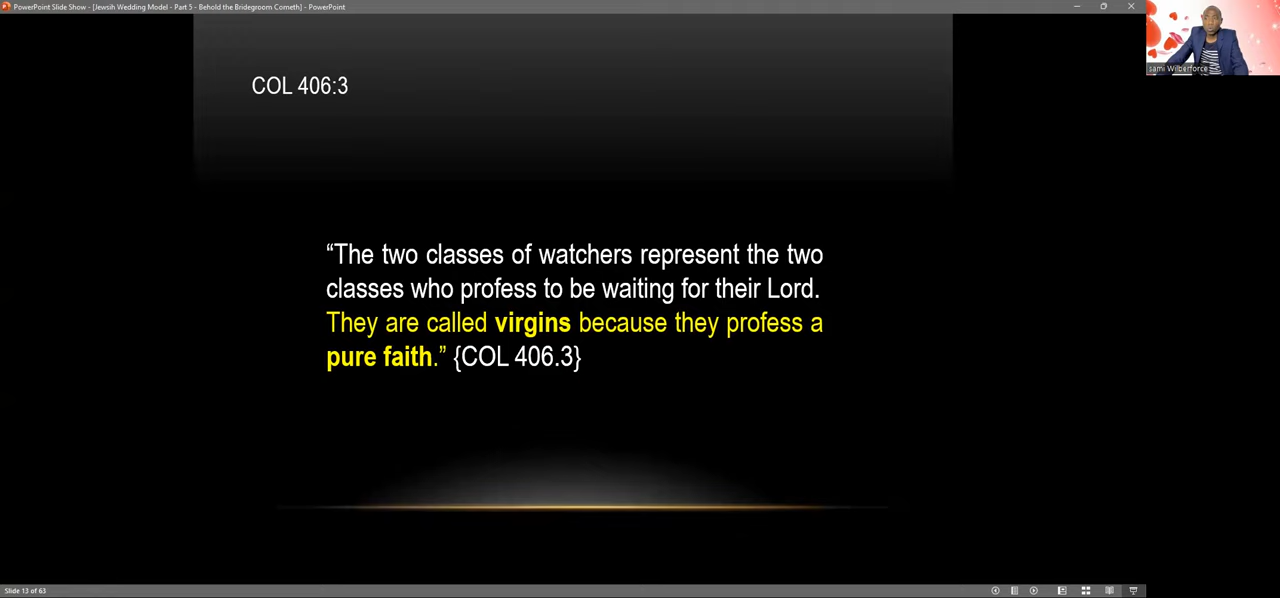 PowerPoint Slide Show - [Jewsih Wedding Model - Part 5 - Behold the Bridegroom Cometh] - PowerPoint
sami Wilberforce
COL 406:3
“The two classes of watchers represent the two
classes who profess to be waiting for their Lord.
They are called virgins because they profess a
pure faith.” {COL 406.3}
Slide 13 of 63